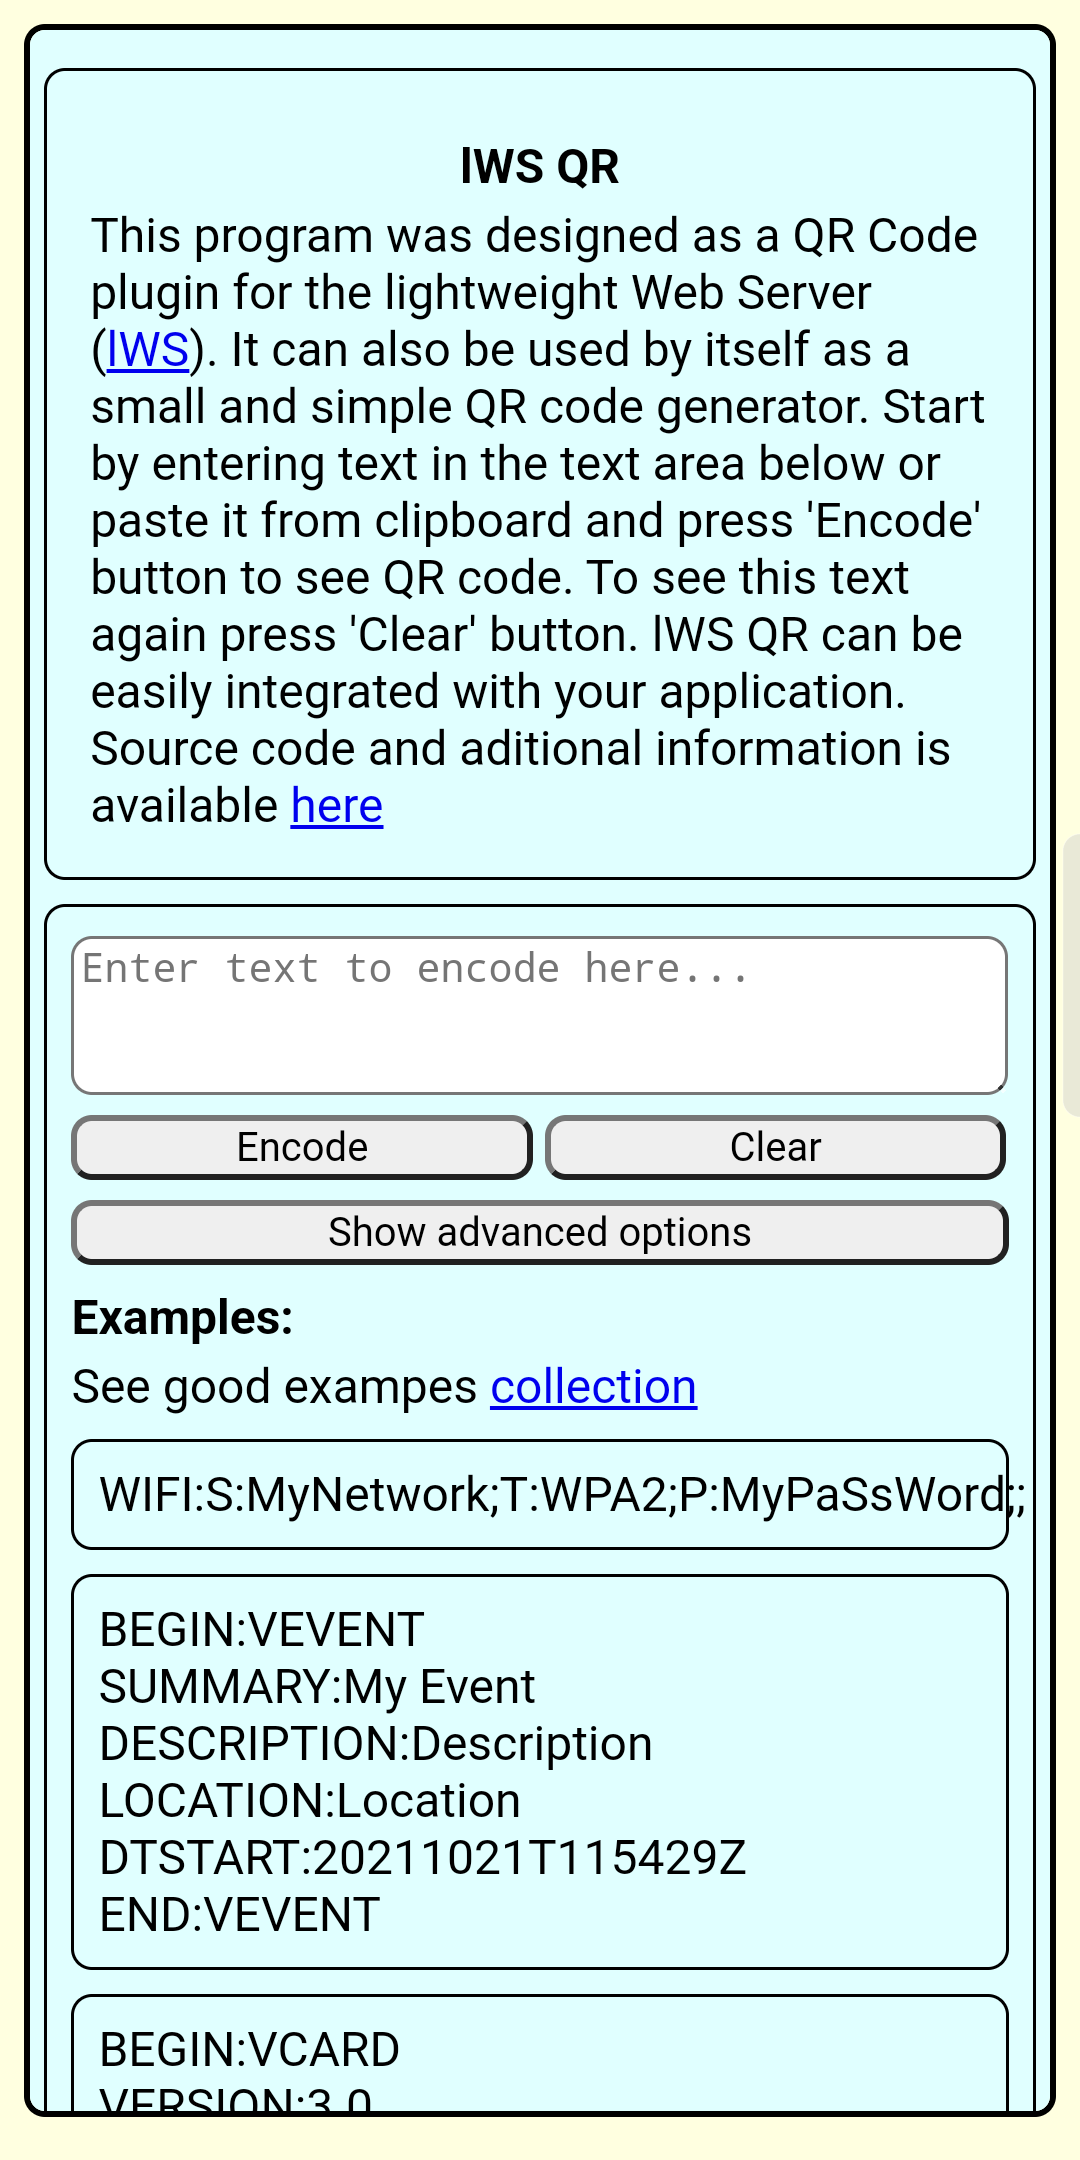 lWS QR
This program was designed as a QR Code
plugin for the lightweight Web Server
(lWS). It can also be used by itself as a
small and simple QR code generator. Start
by entering text in the text area below or
paste it from clipboard and press 'Encode'
button to see QR code. To see this text
again press 'Clear' button. lWS QR can be
easily integrated with your application.
Source code and aditional information is
available here
Enter text to encode here...
Encode
Clear
Show advanced options
Examples:
See good exampes collection
WIFI:S:MyNetwork;T:WPA2;P:MyPaSsWord;;
BEGIN:VEVENT
SUMMARY:My Event
DESCRIPTION:Description
LOCATION:Location
DTSTART:20211021T115429Z
END:VEVENT
BEGIN:VCARD
VERSION:3.0